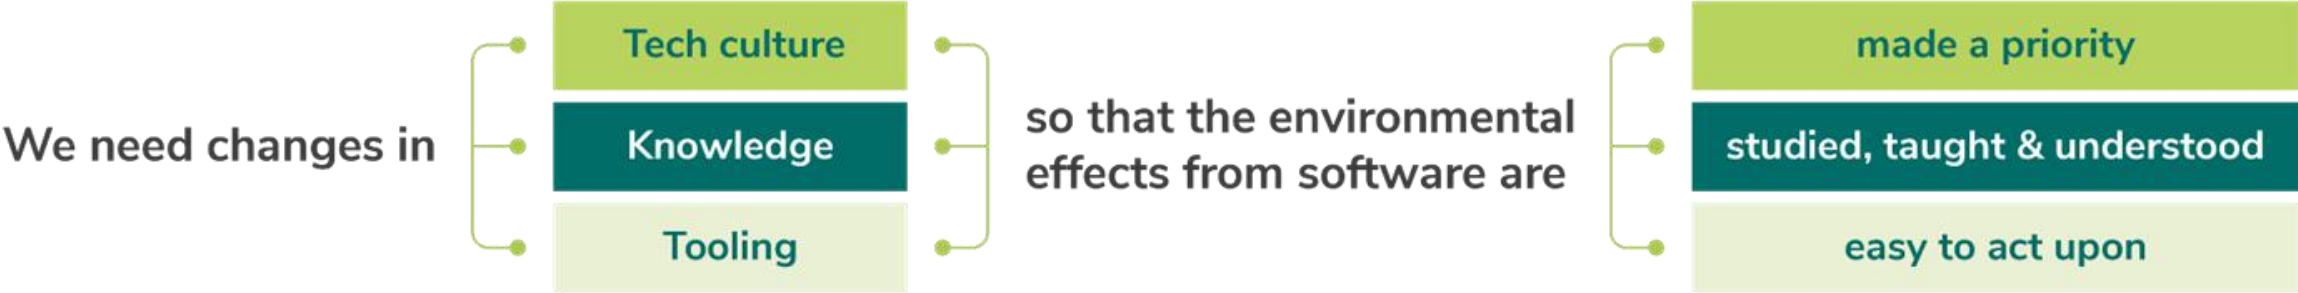 We need changes in
Tech culture
Knowledge
Tooling
so that the environmental
effects from software are
made a priority
studied, taught & understood
easy to act upon